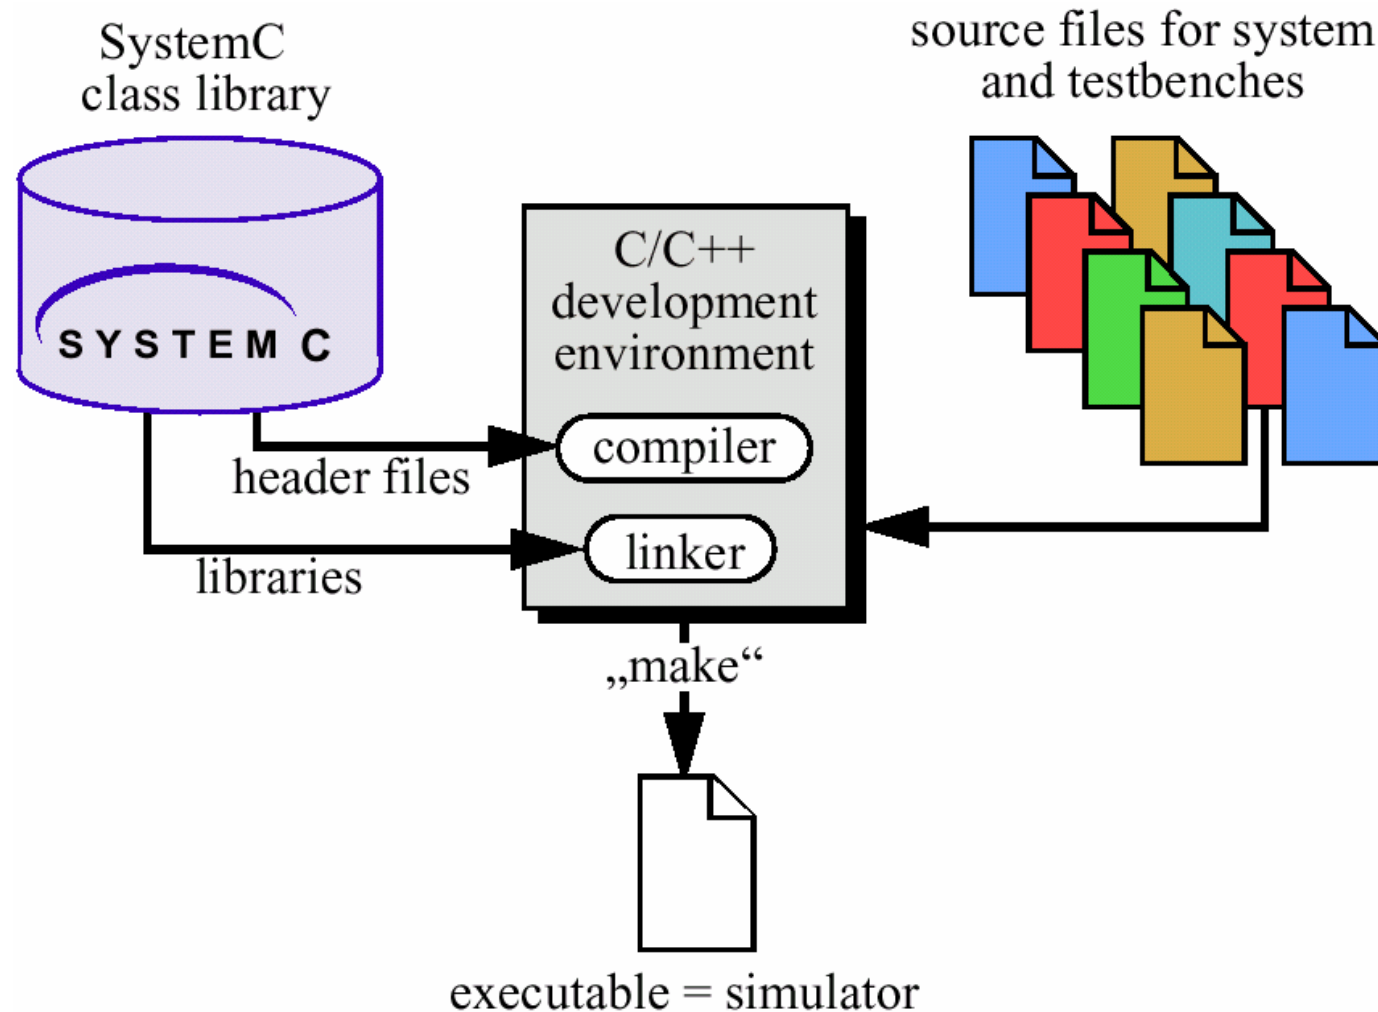 SystemC
class library
source files for system
and testbenches
SYSTEM C
C/C++
development
environment
compiler
header files
linker
libraries
„make“
executable = simulator